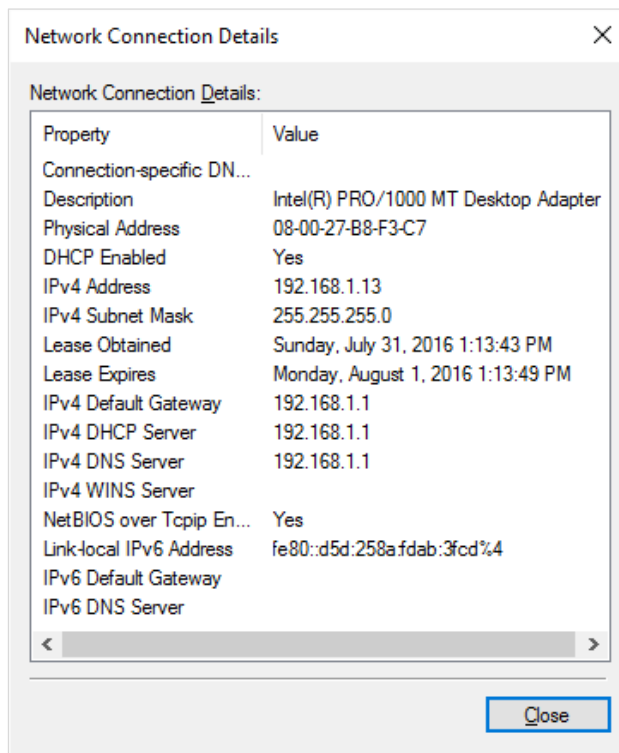 Network Connection Details
Network Connection Details:
Property Value
Connection-specific DN...
Description Intel(R) PRO/1000 MT Desktop Adapter
Physical Address 08-00-27-B8-F3-C7
DHCP Enabled Yes
IPv4 Address 192.168.1.13
IPv4 Subnet Mask 255.255.255.0
Lease Obtained Sunday, July 31, 2016 1:13:43 PM
Lease Expires Monday, August 1, 2016 1:13:49 PM
IPv4 Default Gateway 192.168.1.1
IPv4 DHCP Server 192.168.1.1
IPv4 DNS Server 192.168.1.1
IPv4 WINS Server
NetBIOS over Tcpip En... Yes
Link-local IPv6 Address fe80::d5d:258a:fdab:3fcd%4
IPv6 Default Gateway
IPv6 DNS Server
Close